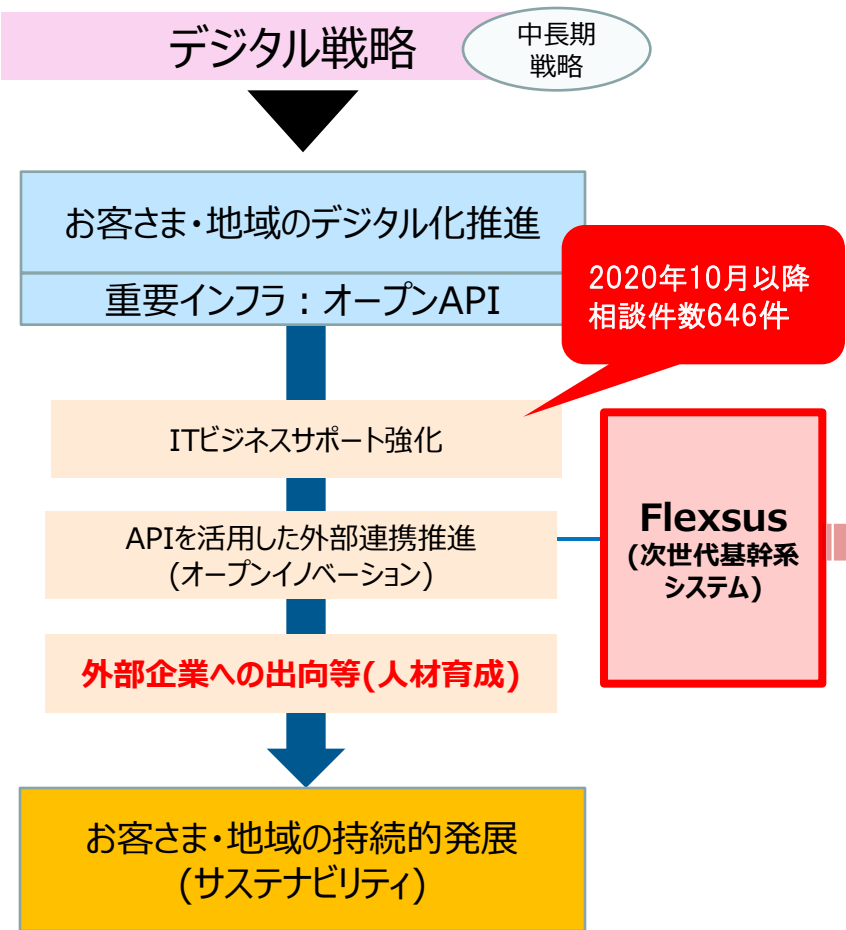 デジタル戦略
中長期
戦略
お客さま・地域のデジタル化推進
重要インフラ：オープンAPI
2020年10月以降
相談件数646件
ITビジネスサポート強化
APIを活用した外部連携推進
(オープンイノベーション)
Flexsus
(次世代基幹系
システム)
外部企業への出向等(人材育成)
お客さま・地域の持続的発展
(サステナビリティ)